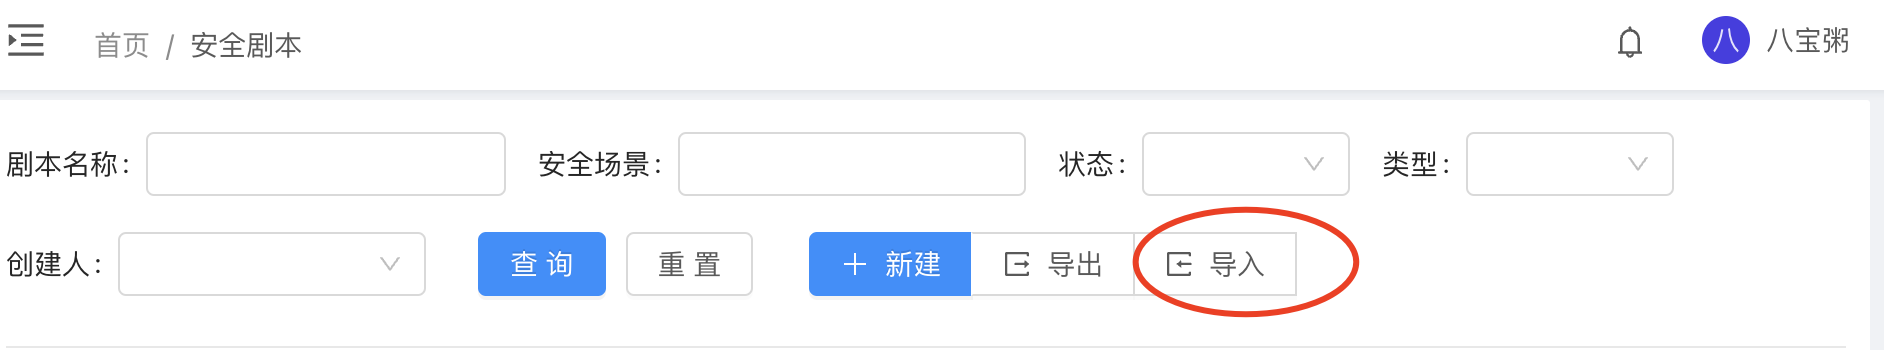 首页 / 安全剧本
八 八宝粥
剧本名称: 安全场景: 状态: 类型:
创建人: 查 询 重 置 新建 导出 导入